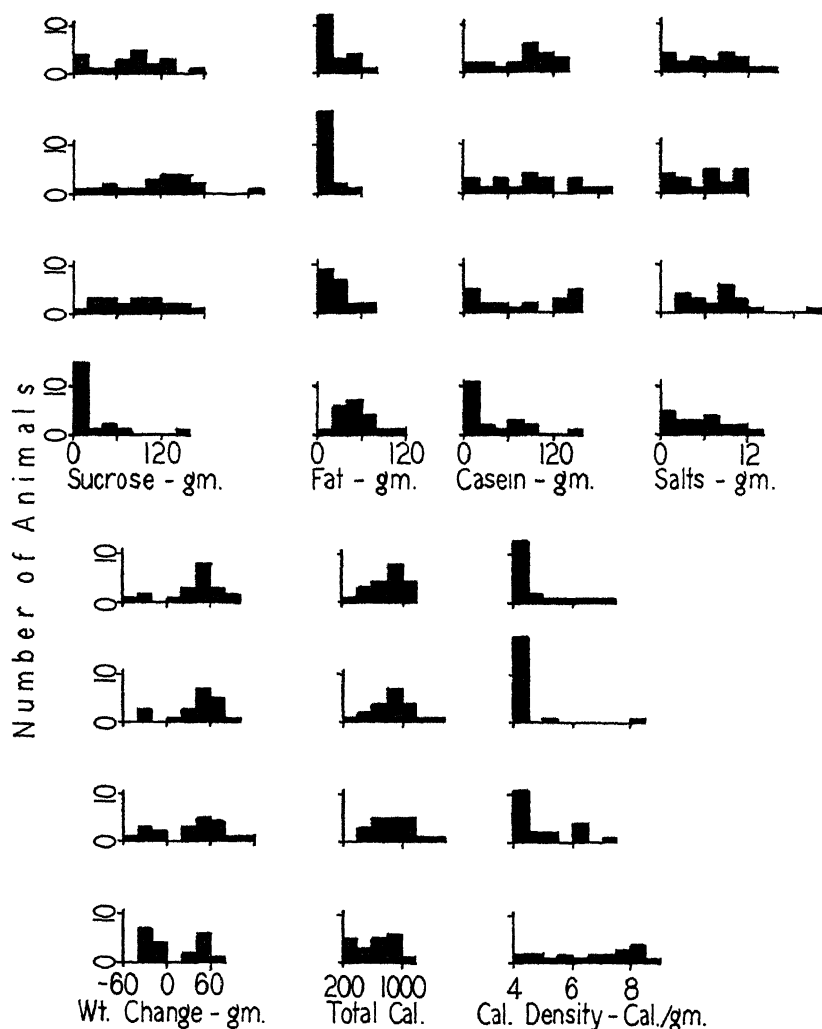 Number of Animals
0 10
0 10
0 10
0 10
0 120
0 120
0 120
0 12
Sucrose - gm.
Fat - gm.
Casein - gm.
Salts - gm.
0 10
0 10
0 10
0 10
-60 0 60
200 1000
4 6 8
Wt. Change - gm.
Total Cal.
Cal. Density - Cal./gm.